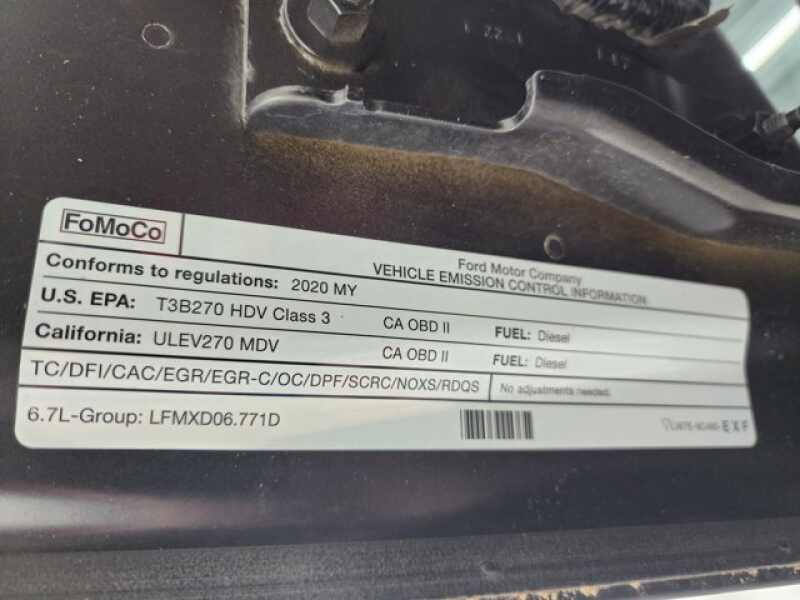 FoMoCo
Ford Motor Company
VEHICLE EMISSION CONTROL INFORMATION
Conforms to regulations: 2020 MY
U.S. EPA: T3B270 HDV Class 3 CA OBD II FUEL: Diesel
California: ULEV270 MDV CA OBD II FUEL: Diesel
TC/DFI/CAC/EGR/EGR-C/OC/DPF/SCRC/NOXS/RDQS No adjustments needed.
6.7L-Group: LFMXD06.771D EXF